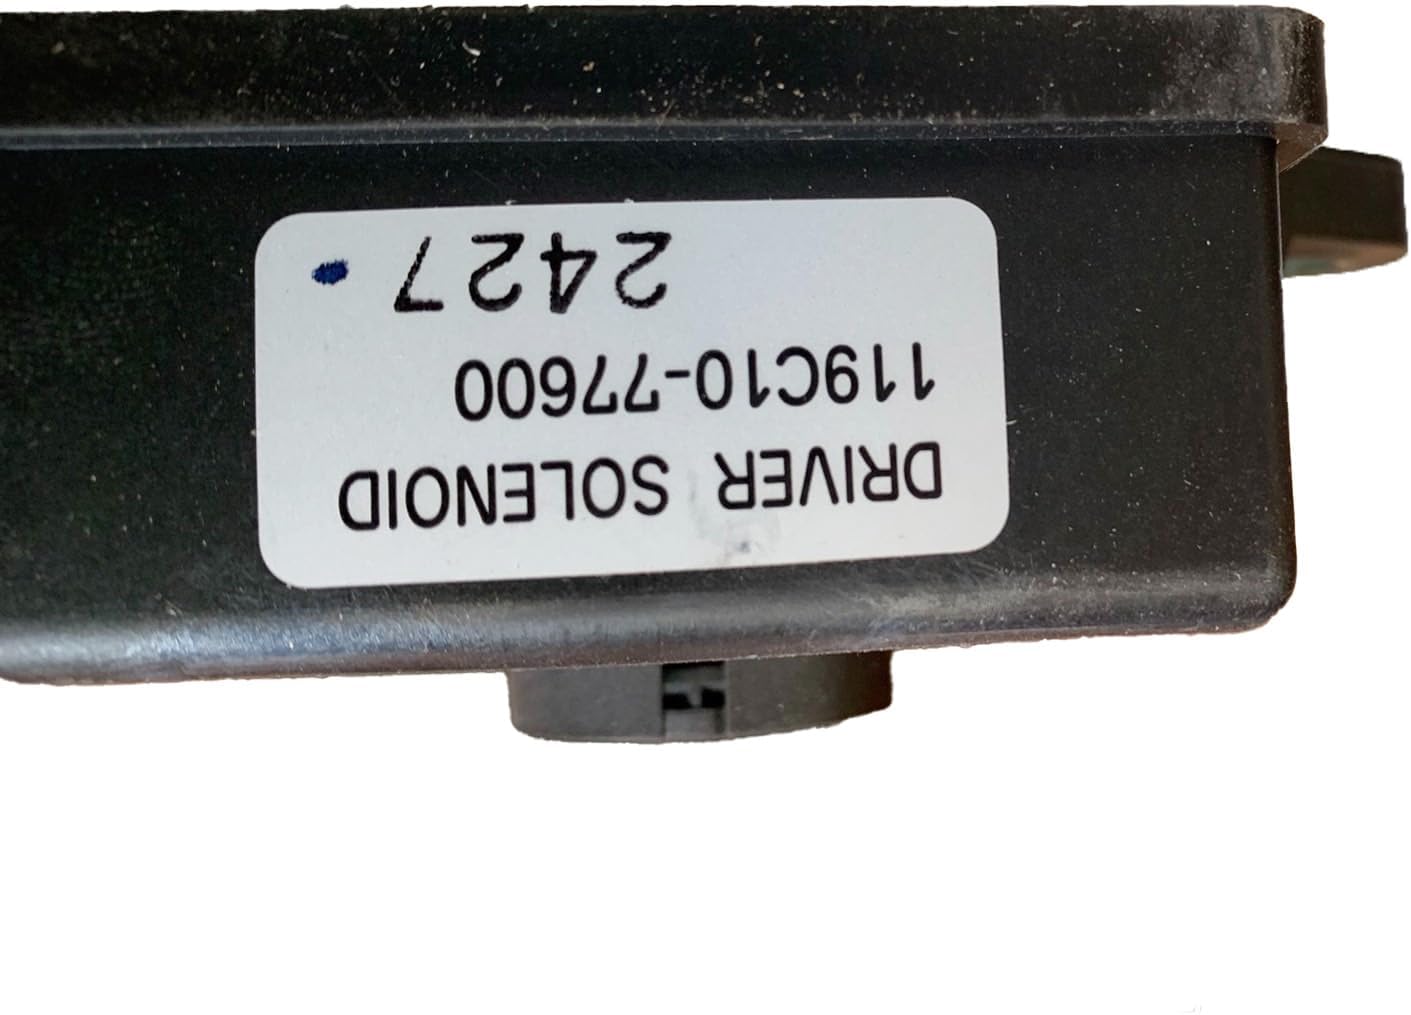 DRIVER SOLENOID
119C10-77600
2427